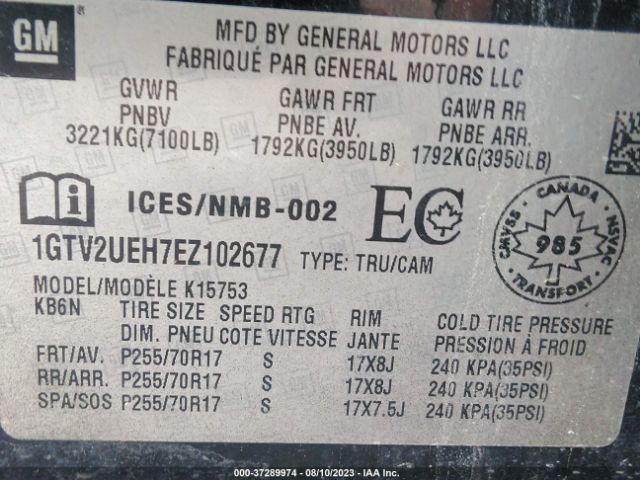 GM
MFD BY GENERAL MOTORS LLC
FABRIQUÉ PAR GENERAL MOTORS LLC
GVWR GAWR FRT GAWR RR
PNBV PNBE AV. PNBE ARR.
3221KG(7100LB) 1792KG(3950LB) 1792KG(3950LB)
ICES/NMB-002 EC
CANADA
CMVSS NSVAC
985
TRANSPORT
1GTV2UEH7EZ102677 TYPE: TRU/CAM
MODEL/MODÈLE K15753
KB6N TIRE SIZE SPEED RTG RIM COLD TIRE PRESSURE
DIM. PNEU COTE VITESSE JANTE PRESSION À FROID
FRT/AV. P255/70R17 S 17X8J 240 KPA(35PSI)
RR/ARR. P255/70R17 S 17X8J 240 KPA(35PSI)
SPA/SOS P255/70R17 S 17X7.5J 240 KPA(35PSI)
000-37289974 - 08/10/2023 - IAA Inc.